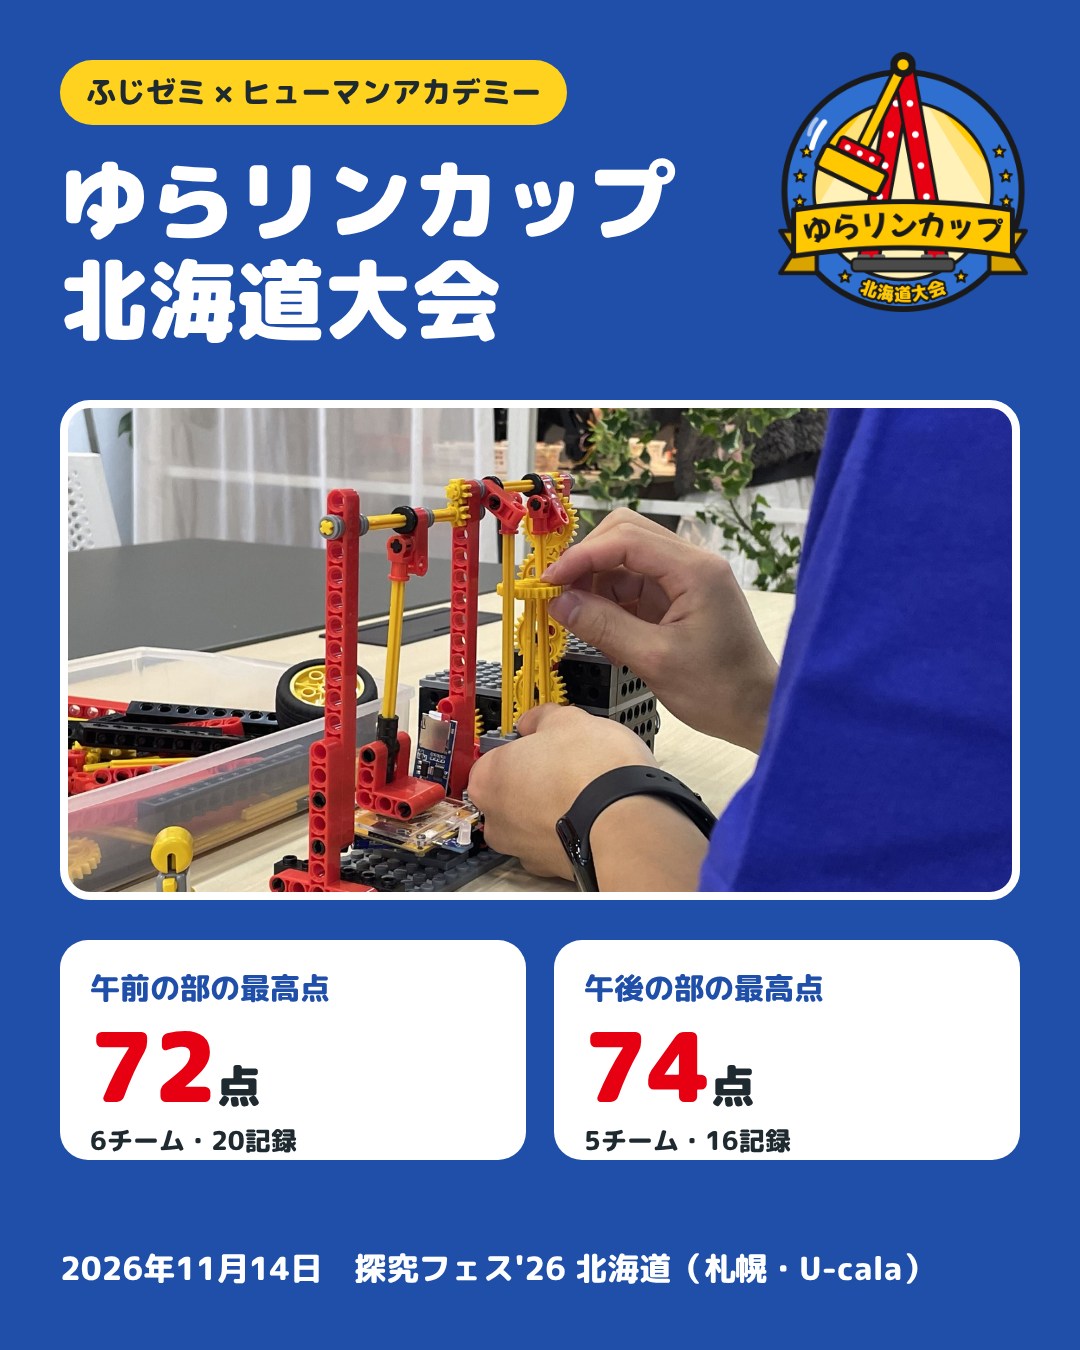 ふじゼミ × ヒューマンアカデミー
ゆらリンカップ
北海道大会
ゆらリンカップ
北海道大会
午前の部の最高点
72点
6チーム・20記録
午後の部の最高点
74点
5チーム・16記録
2026年11月14日　探究フェス'26 北海道（札幌・U-cala）